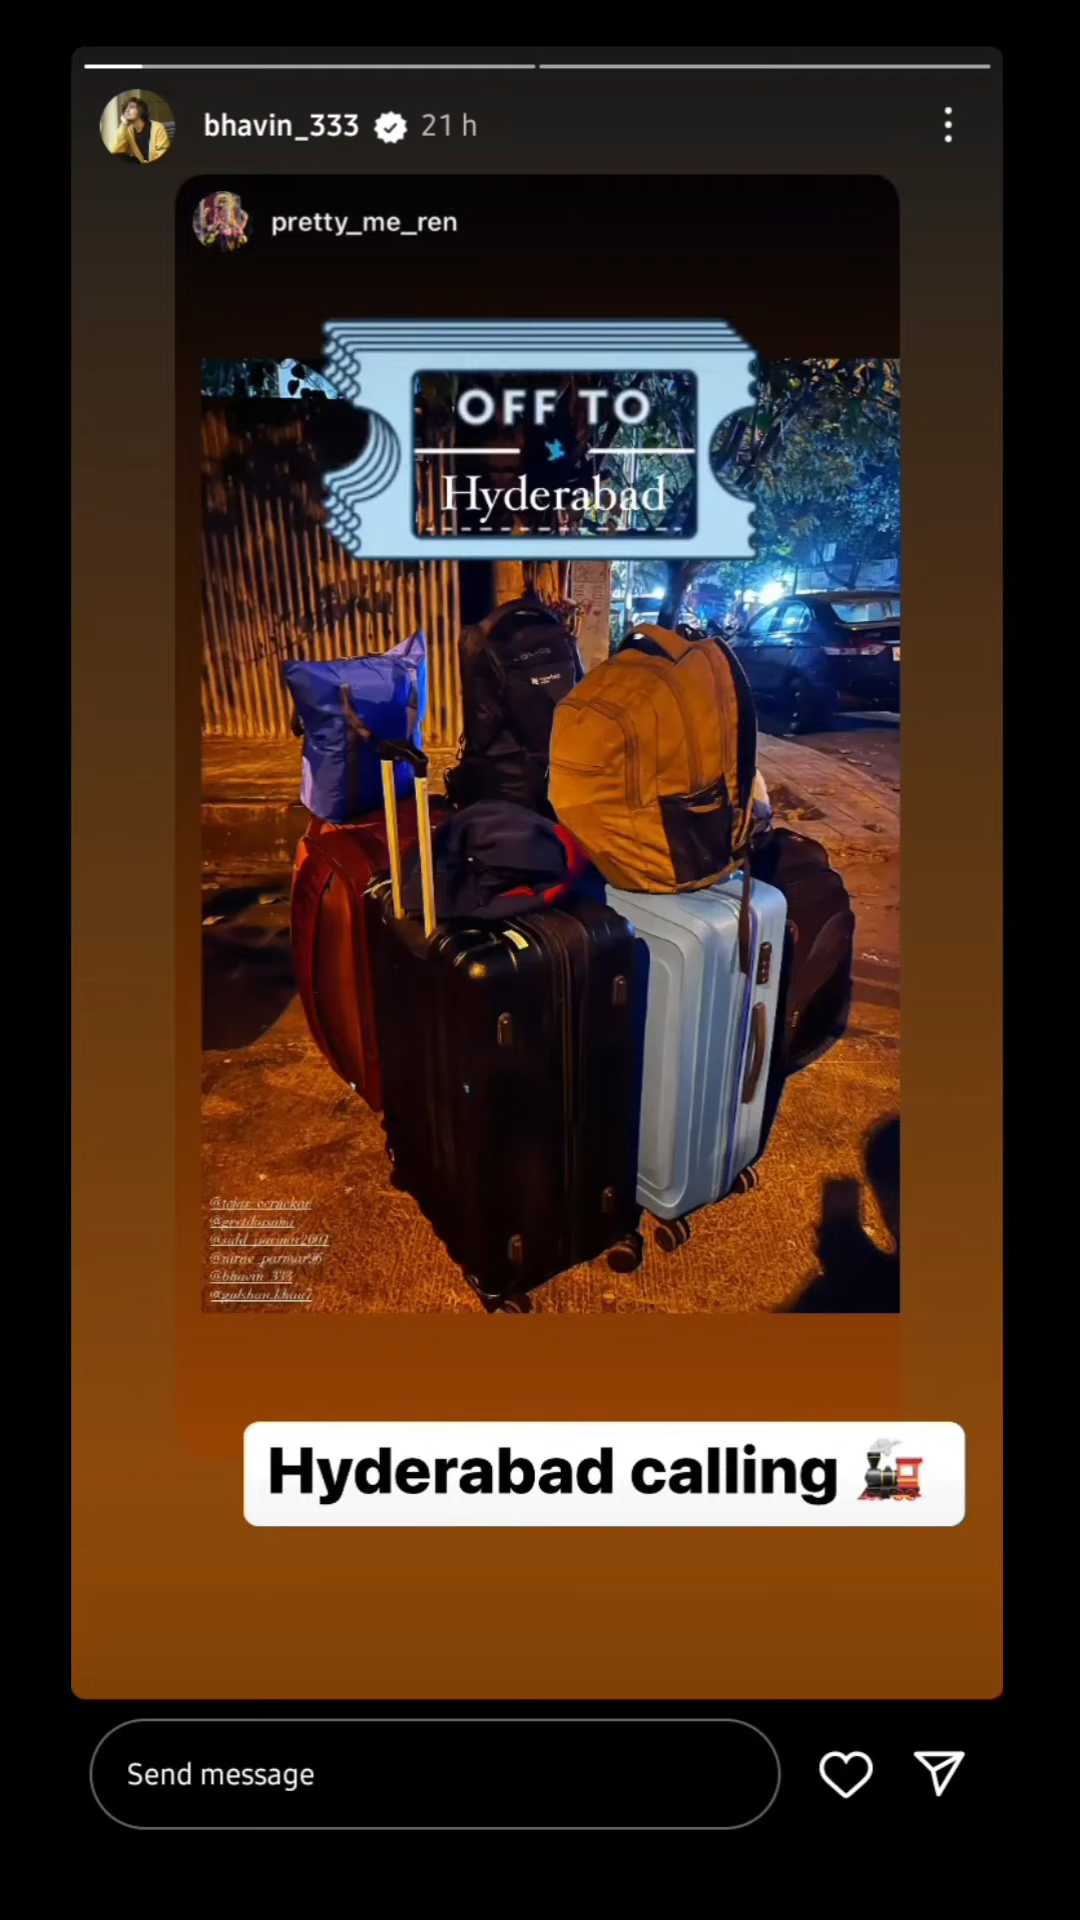 bhavin_333 21 h
pretty_me_ren
OFF TO
Hyderabad
@bhavin_333
Hyderabad calling
Send message